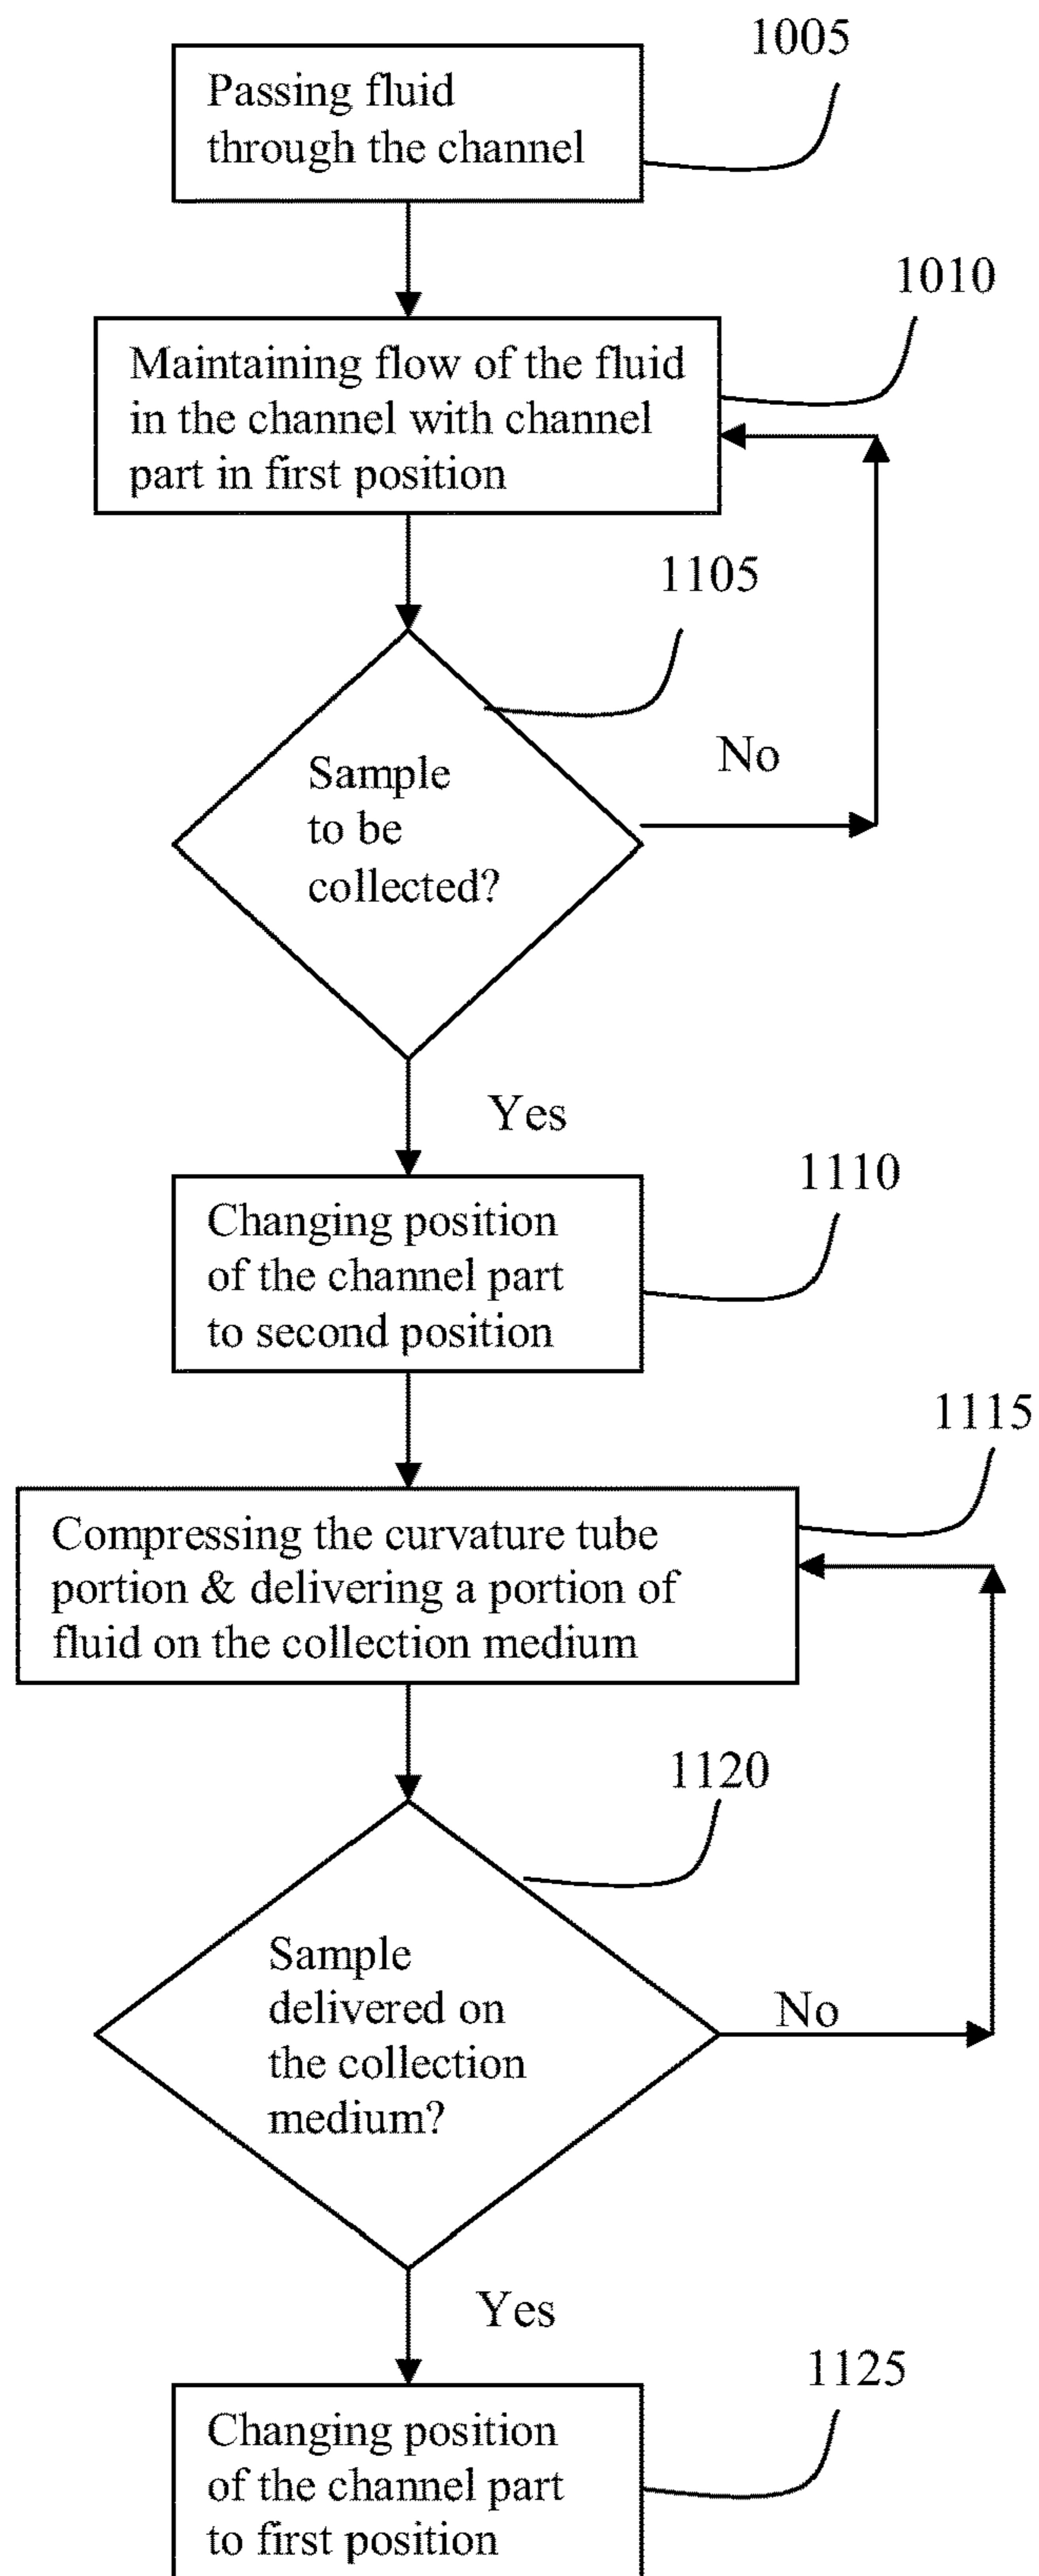 1005
Passing fluid
through the channel
1010
Maintaining flow of the fluid
in the channel with channel
part in first position
1105
Sample
to be
collected?
No
Yes
1110
Changing position
of the channel part
to second position
1115
Compressing the curvature tube
portion & delivering a portion of
fluid on the collection medium
1120
Sample
delivered on
the collection
medium?
No
Yes
1125
Changing position
of the channel part
to first position